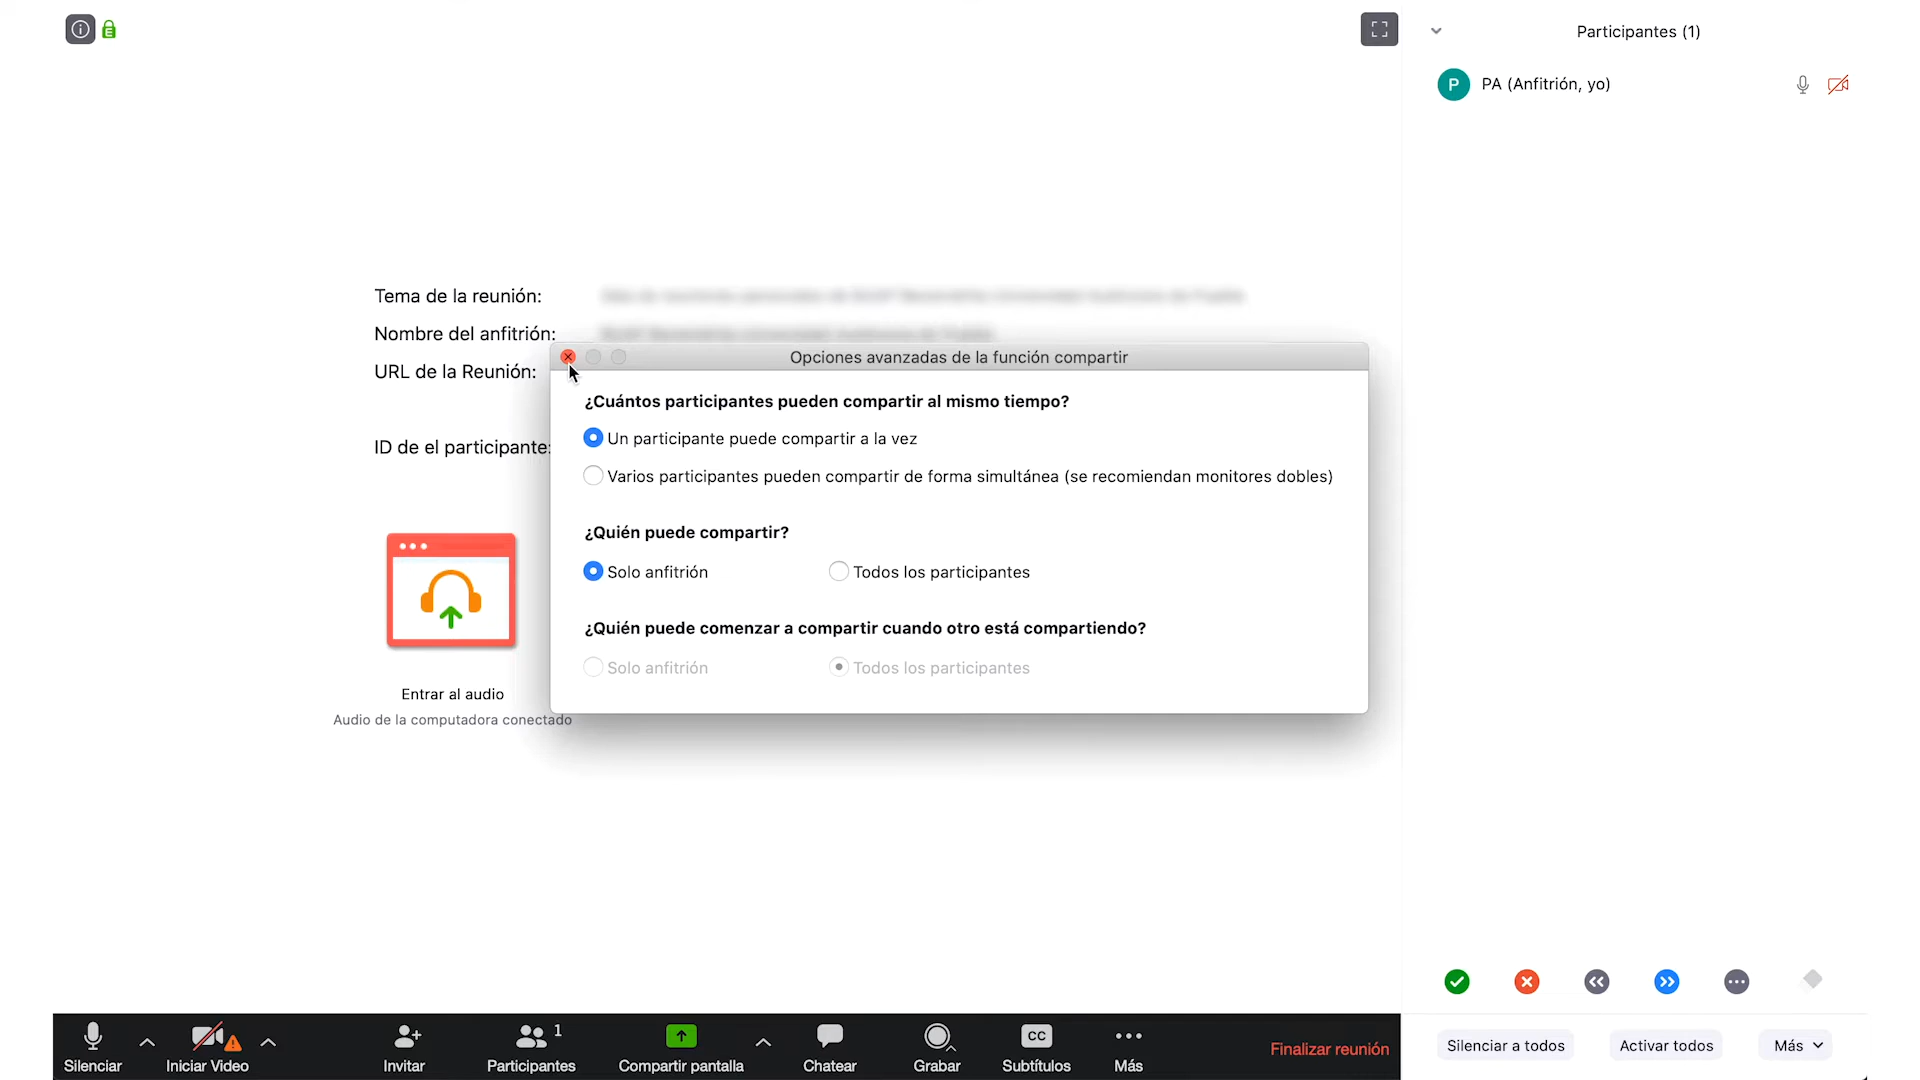 Participantes (1)
P
PA (Anfitrión, yo)
Tema de la reunión:
Nombre del anfitrión:
URL de la Reunión:
ID de el participante:
Opciones avanzadas de la función compartir
¿Cuántos participantes pueden compartir al mismo tiempo?
Un participante puede compartir a la vez
Varios participantes pueden compartir de forma simultánea (se recomiendan monitores dobles)
¿Quién puede compartir?
Solo anfitrión
Todos los participantes
¿Quién puede comenzar a compartir cuando otro está compartiendo?
Solo anfitrión
Todos los participantes
Entrar al audio
Audio de la computadora conectado
Silenciar
Iniciar Video
Invitar
1
Participantes
Compartir pantalla
Chatear
Grabar
CC
Subtítulos
Más
Finalizar reunión
Silenciar a todos
Activar todos
Más